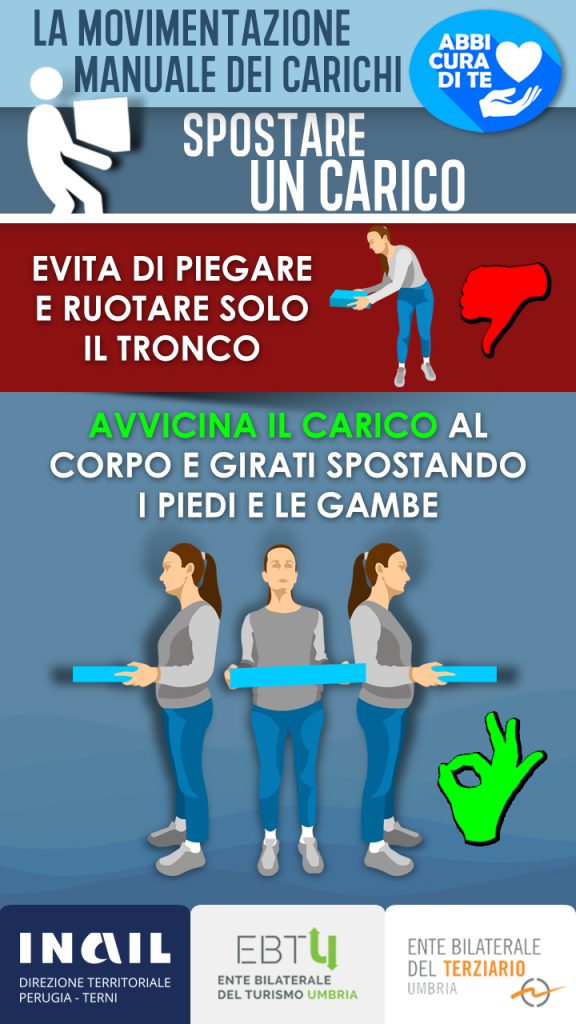 LA MOVIMENTAZIONE
MANUALE DEI CARICHI
ABBI
CURA
DI TE
SPOSTARE
UN CARICO
EVITA DI PIEGARE
E RUOTARE SOLO
IL TRONCO
AVVICINA IL CARICO AL
CORPO E GIRATI SPOSTANDO
I PIEDI E LE GAMBE
INAIL
DIREZIONE TERRITORIALE
PERUGIA - TERNI
EBTU
ENTE BILATERALE
DEL TURISMO UMBRIA
ENTE BILATERALE
DEL TERZIARIO
UMBRIA